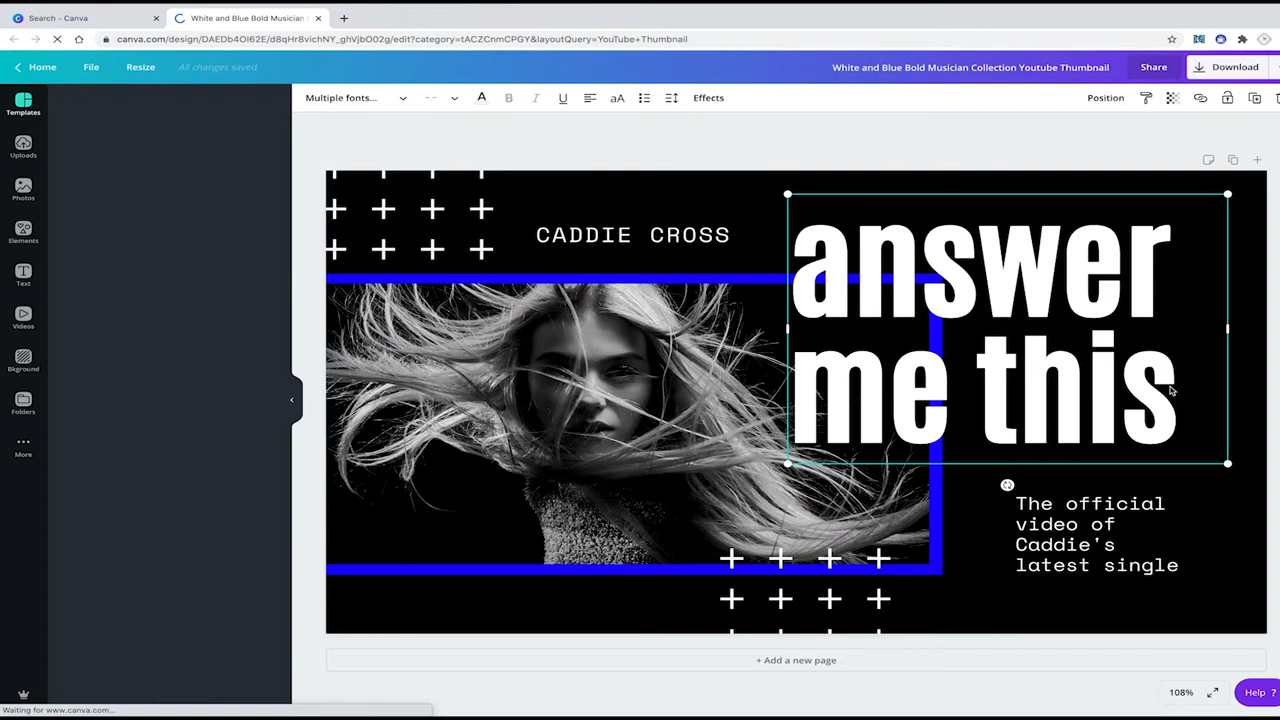 Search - Canva
White and Blue Bold Musician
canva.com/design/DAEDb4OI62E/d8qHr8vichNY_ghVjbO02g/edit?category=tACZCnmCPGY&layoutQuery=YouTube+Thumbnail
Home File Resize All changes saved White and Blue Bold Musician Collection Youtube Thumbnail Share Download
Multiple fonts... -- A B I U aA Effects Position
Templates
Uploads
Photos
Elements
Text
Videos
Bkground
Folders
More
CADDIE CROSS
answer
me this
The official
video of
Caddie's
latest single
+ Add a new page
108% Help ?
Waiting for www.canva.com...